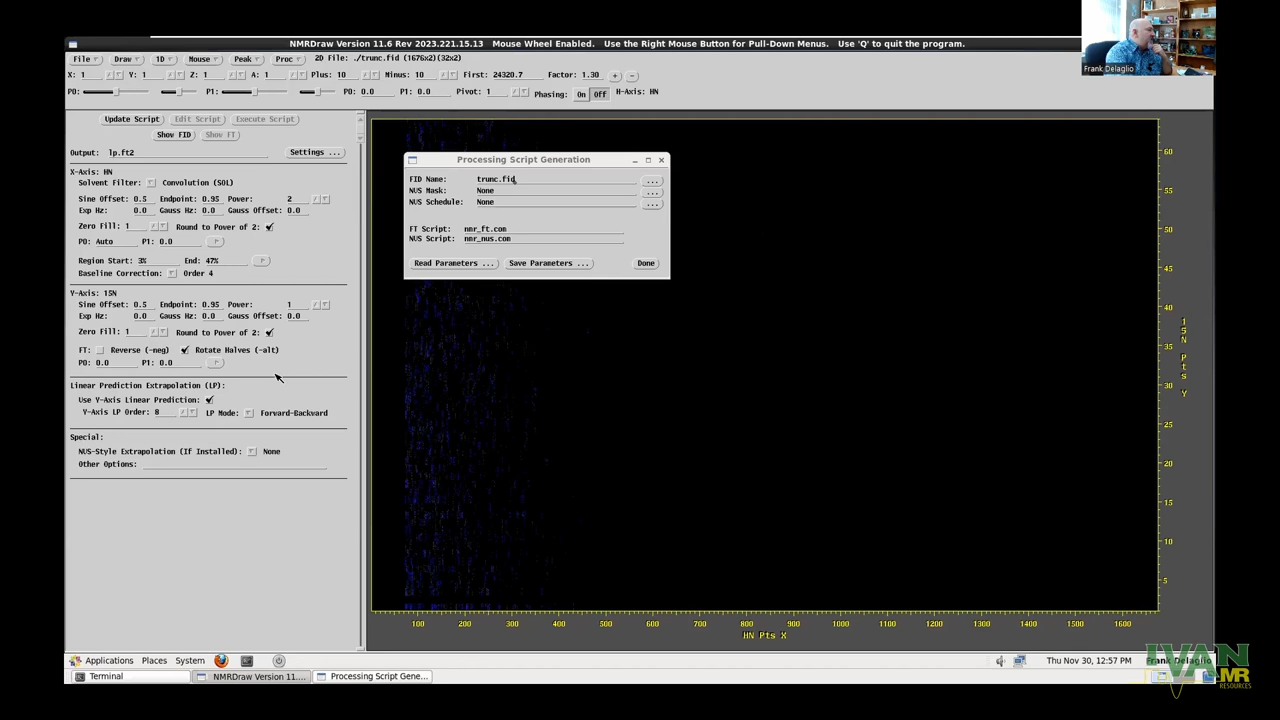 NMRDraw Version 11.6 Rev 2023.221.15.13 Mouse Wheel Enabled. Use the Right Mouse Button for Pull-Down Menus. Use 'Q' to quit the program.
File Draw 1D Mouse Peak Proc 2D File: ./trunc.fid (1676x2)(32x2)
X: 1 Y: 1 Z: 1 A: 1 Plus: 10 Minus: 10 First: 24320.7 Factor: 1.30 + -
P0: P1: P0: 0.0 P1: 0.0 Pivot: 1 Phasing: On Off H-Axis: HN
Frank Delaglio
Update Script Edit Script Execute Script
Show FID Show FT
Output: lp.ft2 Settings ...
X-Axis: HN
Solvent Filter: Convolution (SOL)
Sine Offset: 0.5 Endpoint: 0.95 Power: 2
Exp Hz: 0.0 Gauss Hz: 0.0 Gauss Offset: 0.0
Zero Fill: 1 Round to Power of 2:
P0: Auto P1: 0.0
Region Start: 3% End: 47%
Baseline Correction: Order 4
Y-Axis: 15N
Sine Offset: 0.5 Endpoint: 0.95 Power: 1
Exp Hz: 0.0 Gauss Hz: 0.0 Gauss Offset: 0.0
Zero Fill: 1 Round to Power of 2:
FT: Reverse (-neg) Rotate Halves (-alt)
P0: 0.0 P1: 0.0
Linear Prediction Extrapolation (LP):
Use Y-Axis Linear Prediction:
Y-Axis LP Order: 8 LP Mode: Forward-Backward
Special:
NUS-Style Extrapolation (If Installed): None
Other Options:
Processing Script Generation
FID Name: trunc.fid ...
NUS Mask: None ...
NUS Schedule: None ...
FT Script: nmr_ft.com
NUS Script: nmr_nus.com
Read Parameters ... Save Parameters ... Done
60
55
50
45
40
35
30
25
20
15
10
5
15N Pts Y
100 200 300 400 500 600 700 800 900 1000 1100 1200 1300 1400 1500 1600
HN Pts X
Applications Places System Thu Nov 30, 12:57 PM Frank Delaglio
Terminal NMRDraw Version 11.... Processing Script Gene...
IVAN
NMR
RESOURCES